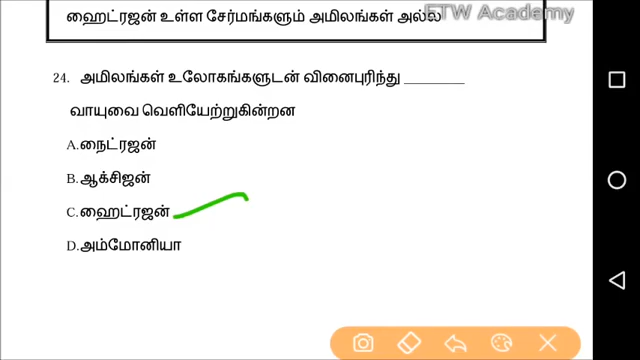 ஹைட்ரஜன் உள்ள சேர்மங்களும் அமிலங்கள் அல்ல
ETW Academy
24. அமிலங்கள் உலோகங்களுடன் வினைபுரிந்து ________
வாயுவை வெளியேற்றுகின்றன
A.நைட்ரஜன்
B.ஆக்சிஜன்
C.ஹைட்ரஜன்
D.அம்மோனியா